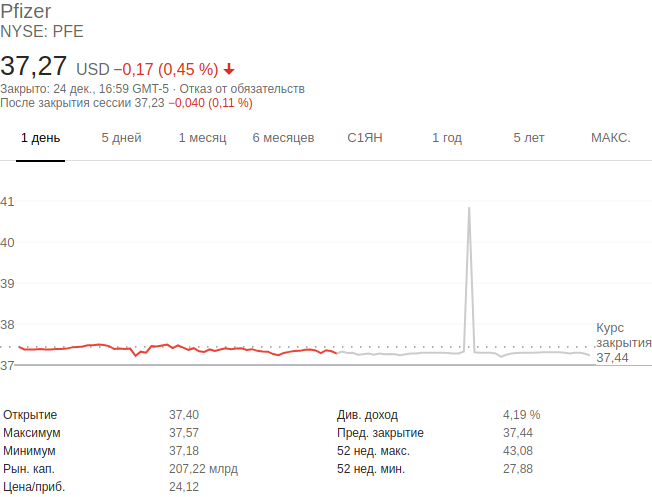 Pfizer
NYSE: PFE
37,27 USD −0,17 (0,45 %)
Закрыто: 24 дек., 16:59 GMT-5 · Отказ от обязательств
После закрытия сессии 37,23 −0,040 (0,11 %)
1 день 5 дней 1 месяц 6 месяцев С1ЯН 1 год 5 лет МАКС.
41
40
39
38
37
Курс
закрытия
37,44
Открытие 37,40 Див. доход 4,19 %
Максимум 37,57 Пред. закрытие 37,44
Минимум 37,18 52 нед. макс. 43,08
Рын. кап. 207,22 млрд 52 нед. мин. 27,88
Цена/приб. 24,12